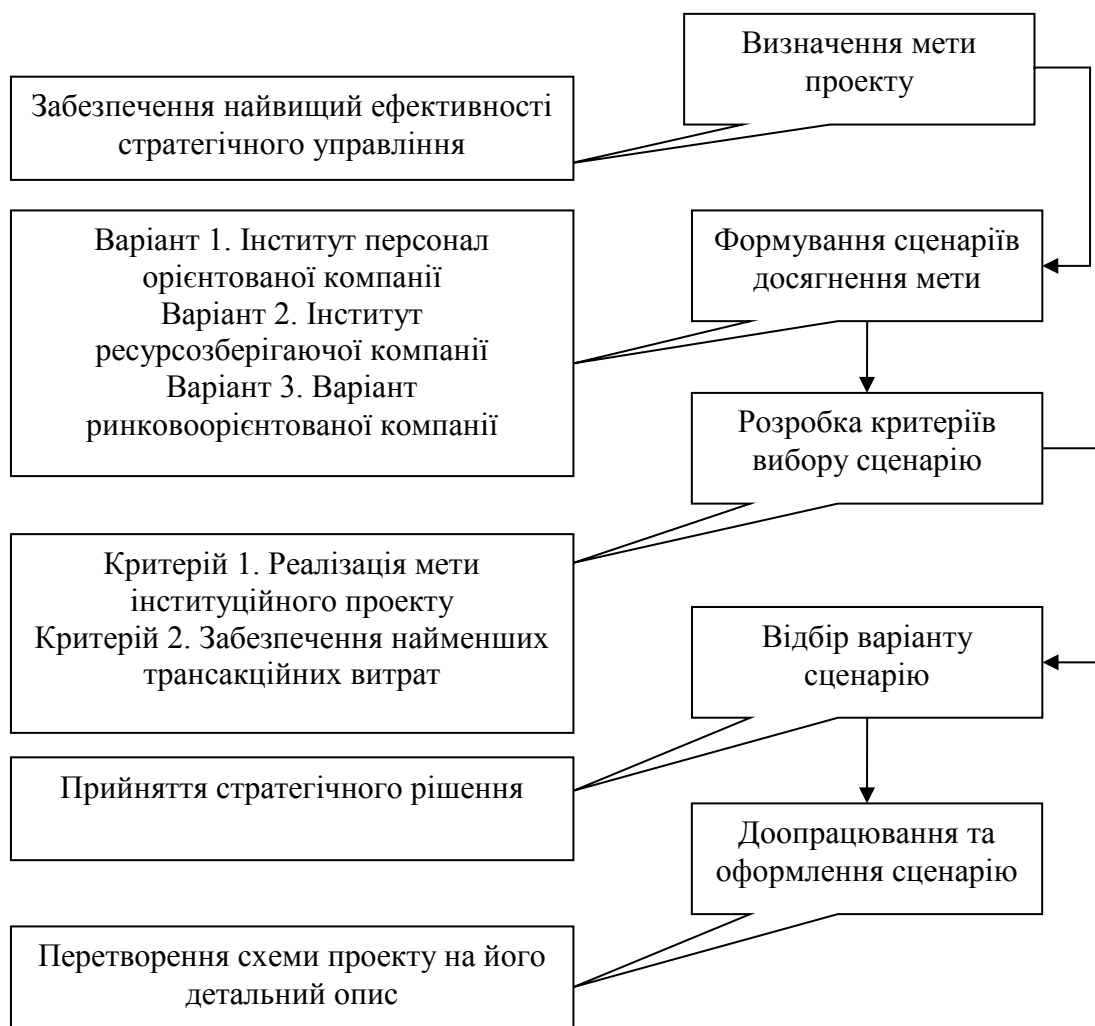 Визначення мети
проекту
Забезпечення найвищий ефективності
стратегічного управління
Формування сценаріїв
досягнення мети
Варіант 1. Інститут персонал
орієнтованої компанії
Варіант 2. Інститут
ресурсозберігаючої компанії
Варіант 3. Варіант
ринковоорієнтованої компанії
Розробка критеріїв
вибору сценарію
Критерій 1. Реалізація мети
інституційного проекту
Критерій 2. Забезпечення найменших
трансакційних витрат
Відбір варіанту
сценарію
Прийняття стратегічного рішення
Доопрацювання та
оформлення сценарію
Перетворення схеми проекту на його
детальний опис